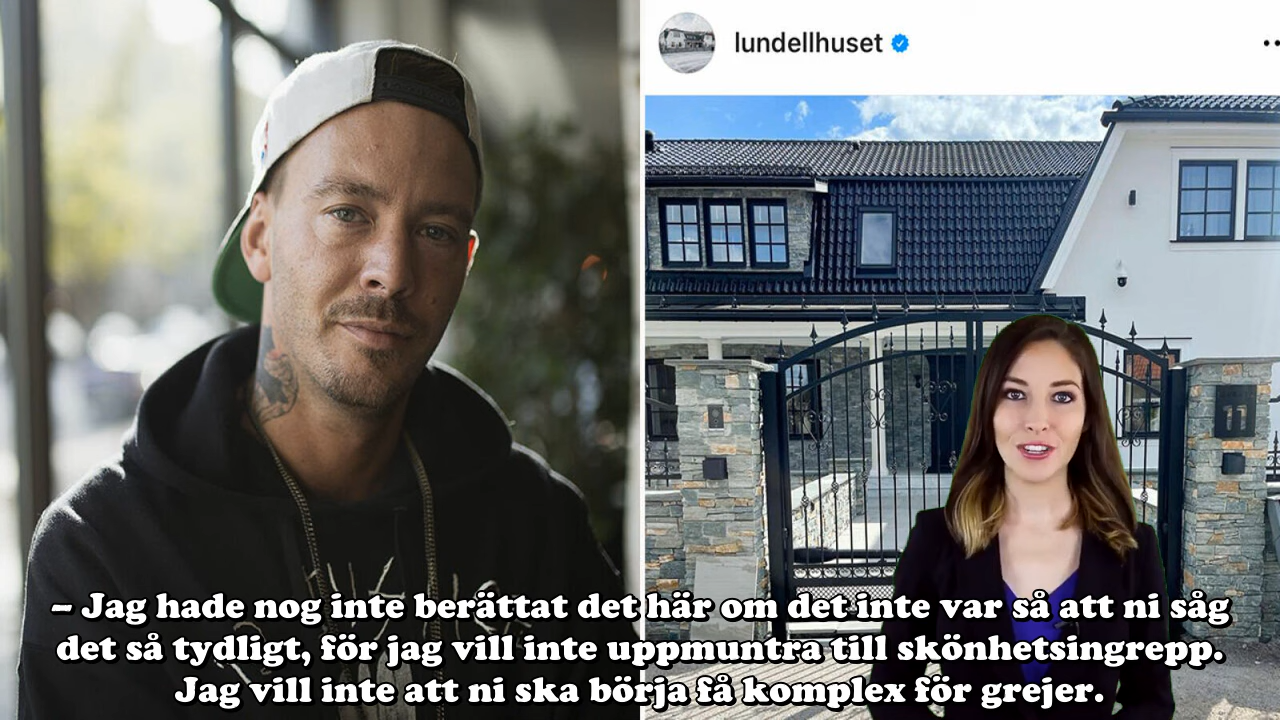 lundellhuset
11
– Jag hade nog inte berättat det här om det inte var så att ni såg
det så tydligt, för jag vill inte uppmuntra till skönhetsingrepp.
Jag vill inte att ni ska börja få komplex för grejer.